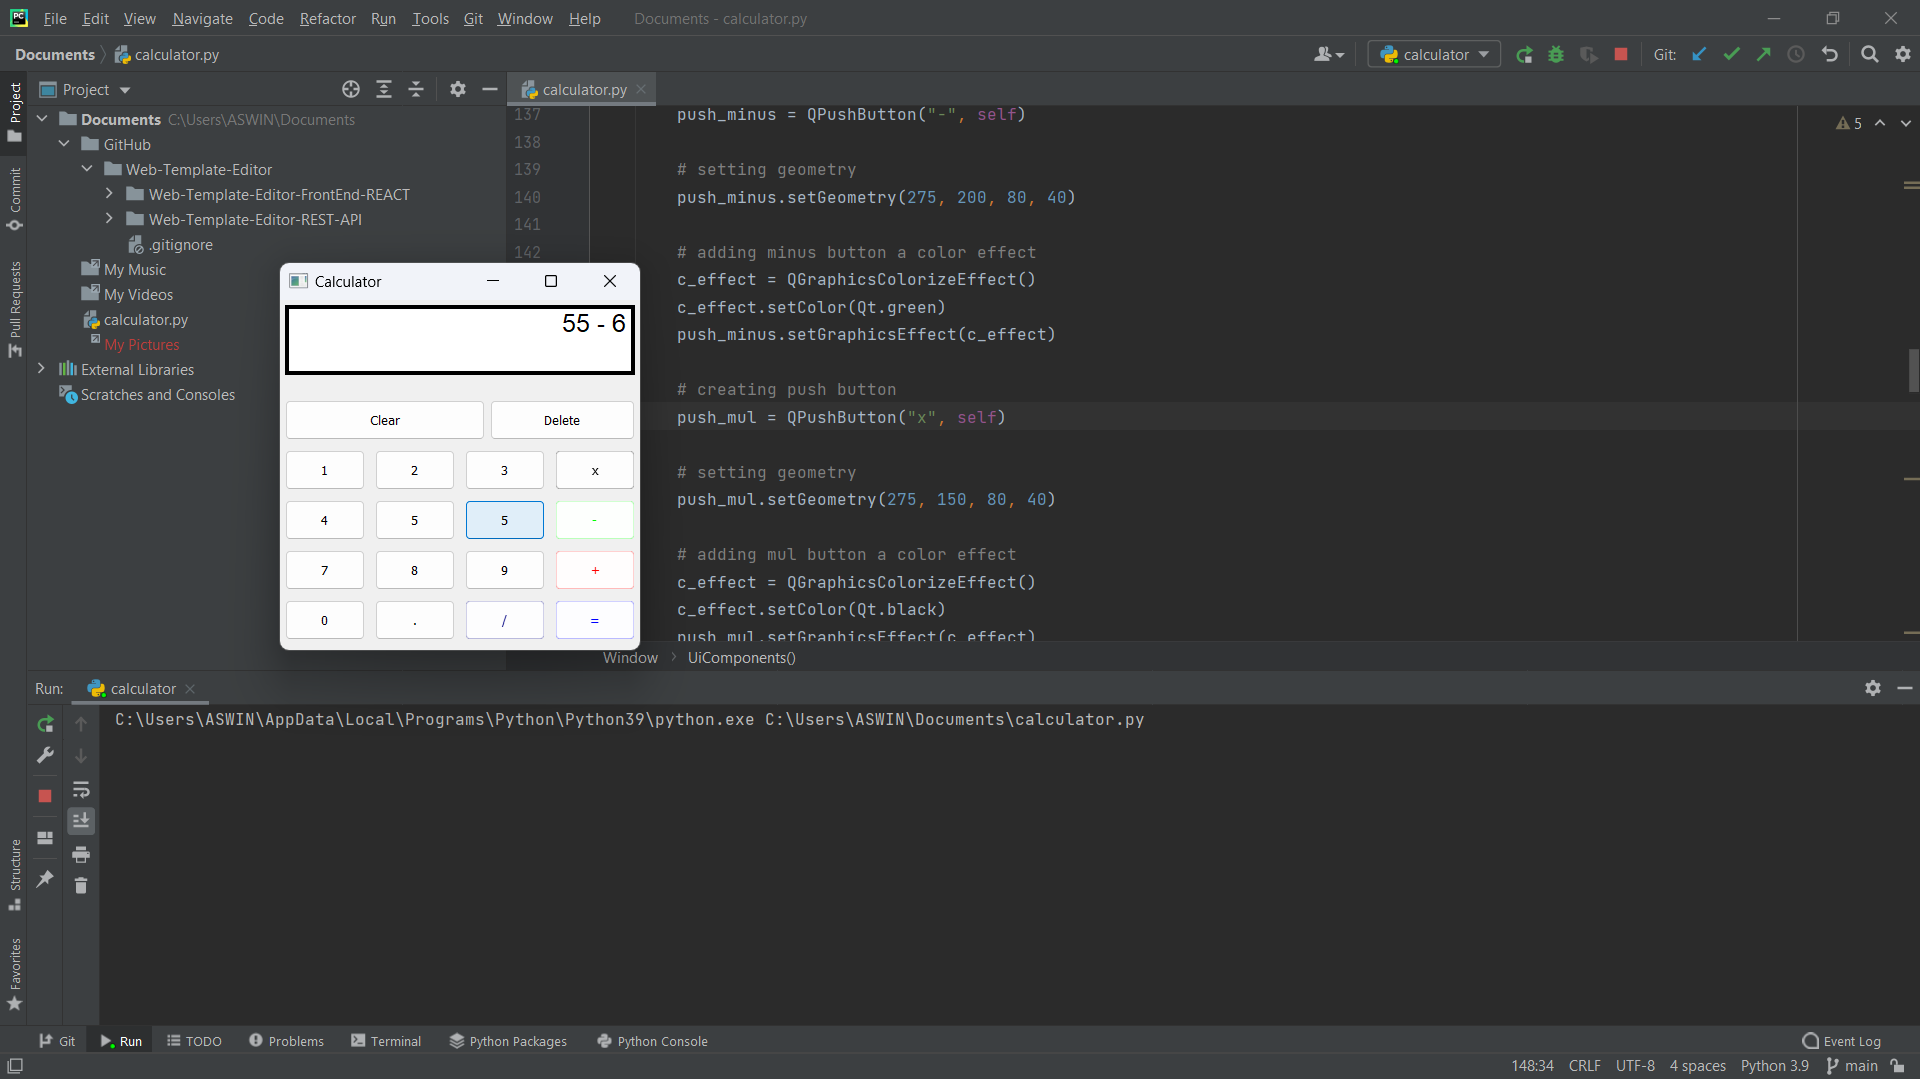 File Edit View Navigate Code Refactor Run Tools Git Window Help Documents - calculator.py
Documents calculator.py calculator Git:
Project
calculator.py
Documents C:\Users\ASWIN\Documents
GitHub
Web-Template-Editor
Web-Template-Editor-FrontEnd-REACT
Web-Template-Editor-REST-API
.gitignore
My Music
My Videos
calculator.py
My Pictures
External Libraries
Scratches and Consoles
Project
Commit
Pull Requests
Structure
Favorites
137 push_minus = QPushButton("-", self)
138
139 # setting geometry
140 push_minus.setGeometry(275, 200, 80, 40)
141
142 # adding minus button a color effect
c_effect = QGraphicsColorizeEffect()
c_effect.setColor(Qt.green)
push_minus.setGraphicsEffect(c_effect)
# creating push button
push_mul = QPushButton("x", self)
# setting geometry
push_mul.setGeometry(275, 150, 80, 40)
# adding mul button a color effect
c_effect = QGraphicsColorizeEffect()
c_effect.setColor(Qt.black)
push_mul.setGraphicsEffect(c_effect)
5
Window UiComponents()
Calculator
55 - 6
Clear Delete
1 2 3 x
4 5 5 -
7 8 9 +
0 . / =
Run: calculator
C:\Users\ASWIN\AppData\Local\Programs\Python\Python39\python.exe C:\Users\ASWIN\Documents\calculator.py
Git Run TODO Problems Terminal Python Packages Python Console Event Log
148:34 CRLF UTF-8 4 spaces Python 3.9 main